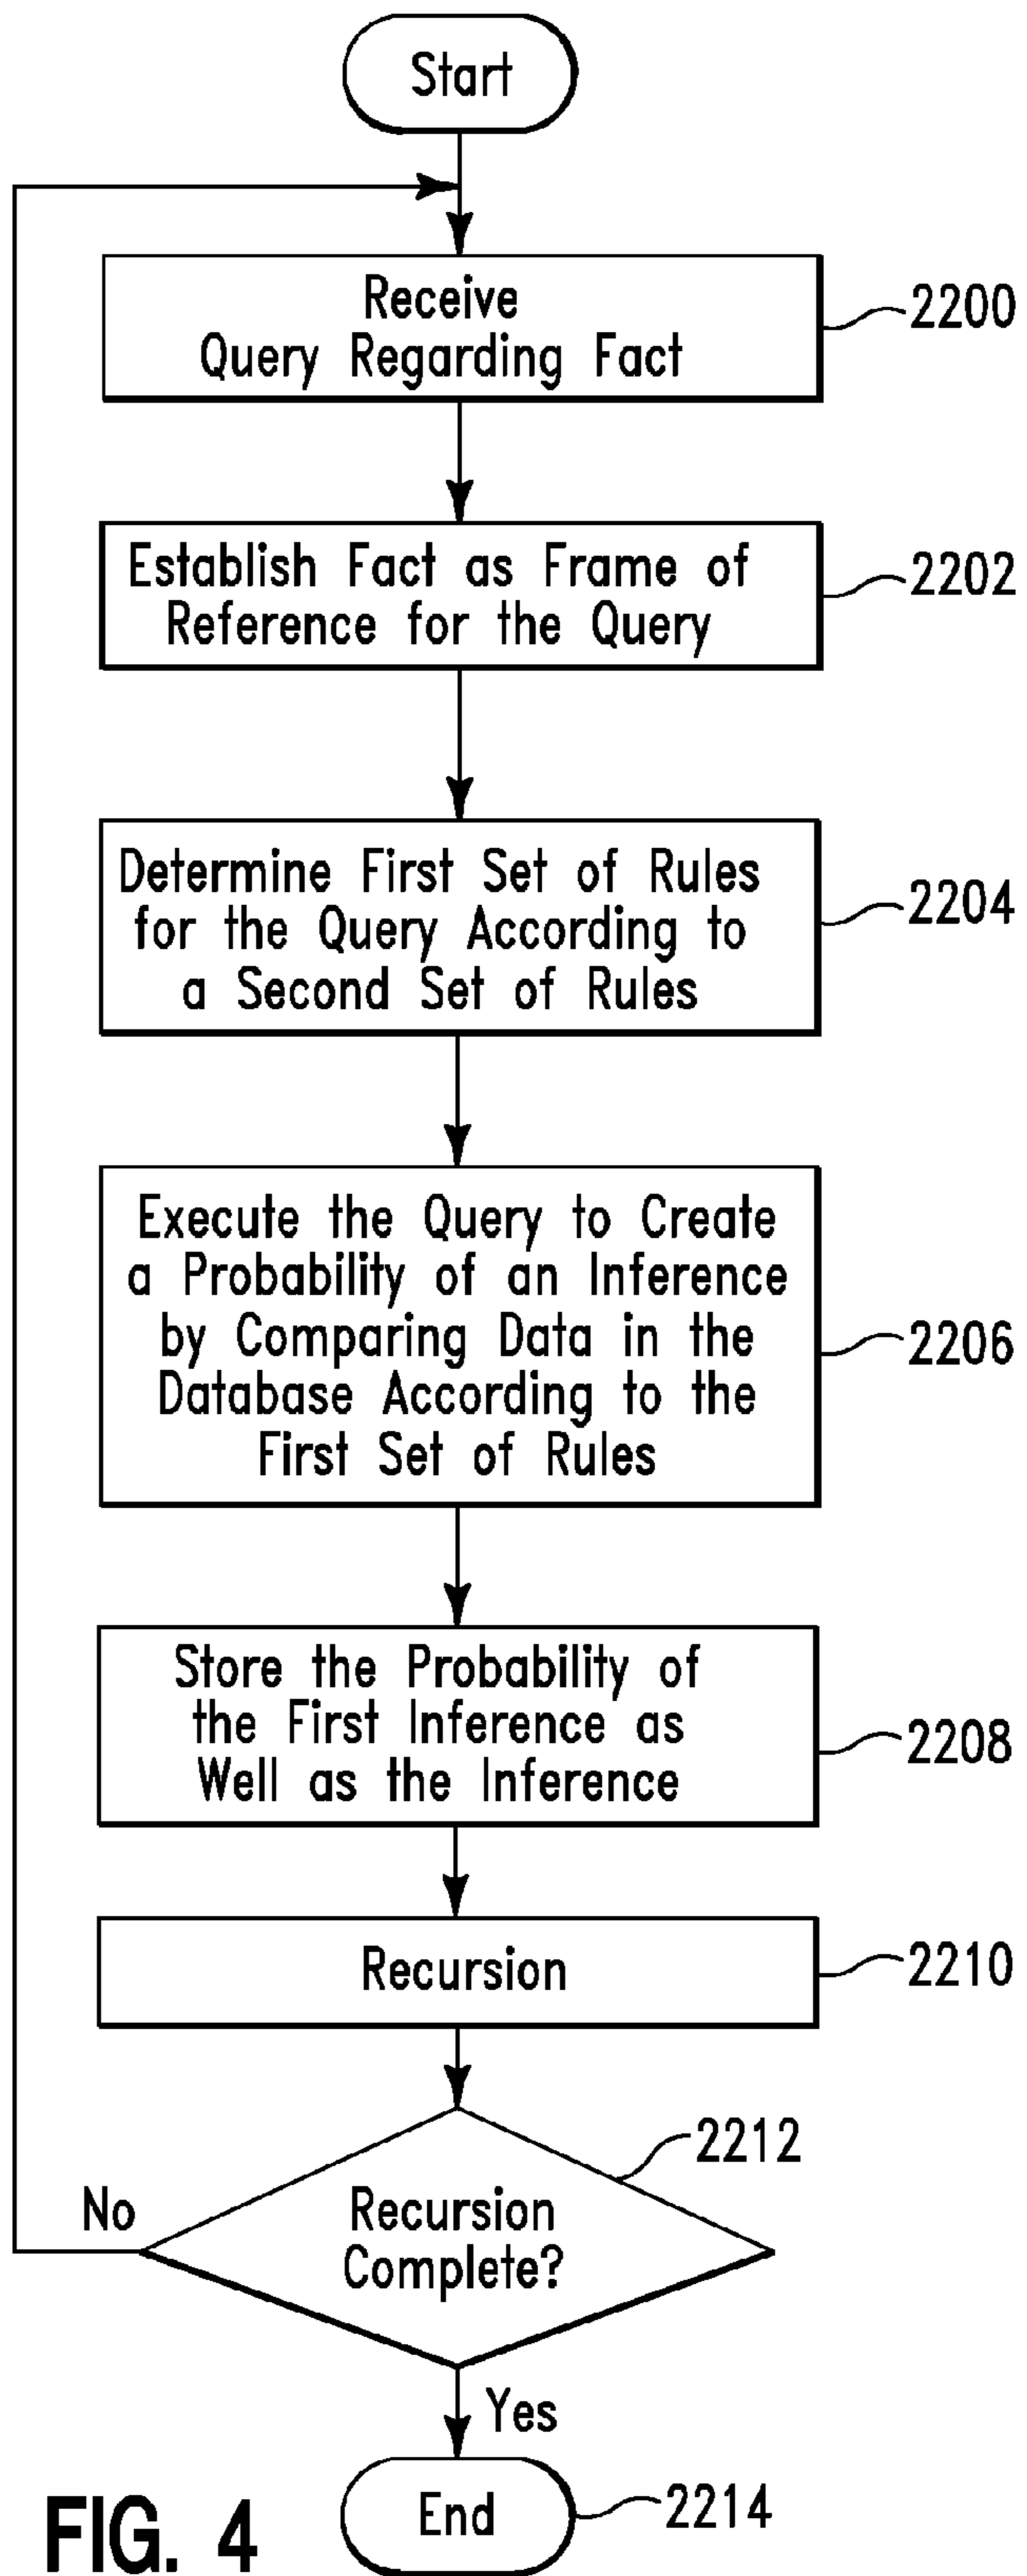 Start
Receive
Query Regarding Fact
2200
Establish Fact as Frame of
Reference for the Query
2202
Determine First Set of Rules
for the Query According to
a Second Set of Rules
2204
Execute the Query to Create
a Probability of an Inference
by Comparing Data in the
Database According to the
First Set of Rules
2206
Store the Probability of
the First Inference as
Well as the Inference
2208
Recursion
2210
2212
No
Recursion
Complete?
Yes
End
2214
FIG. 4